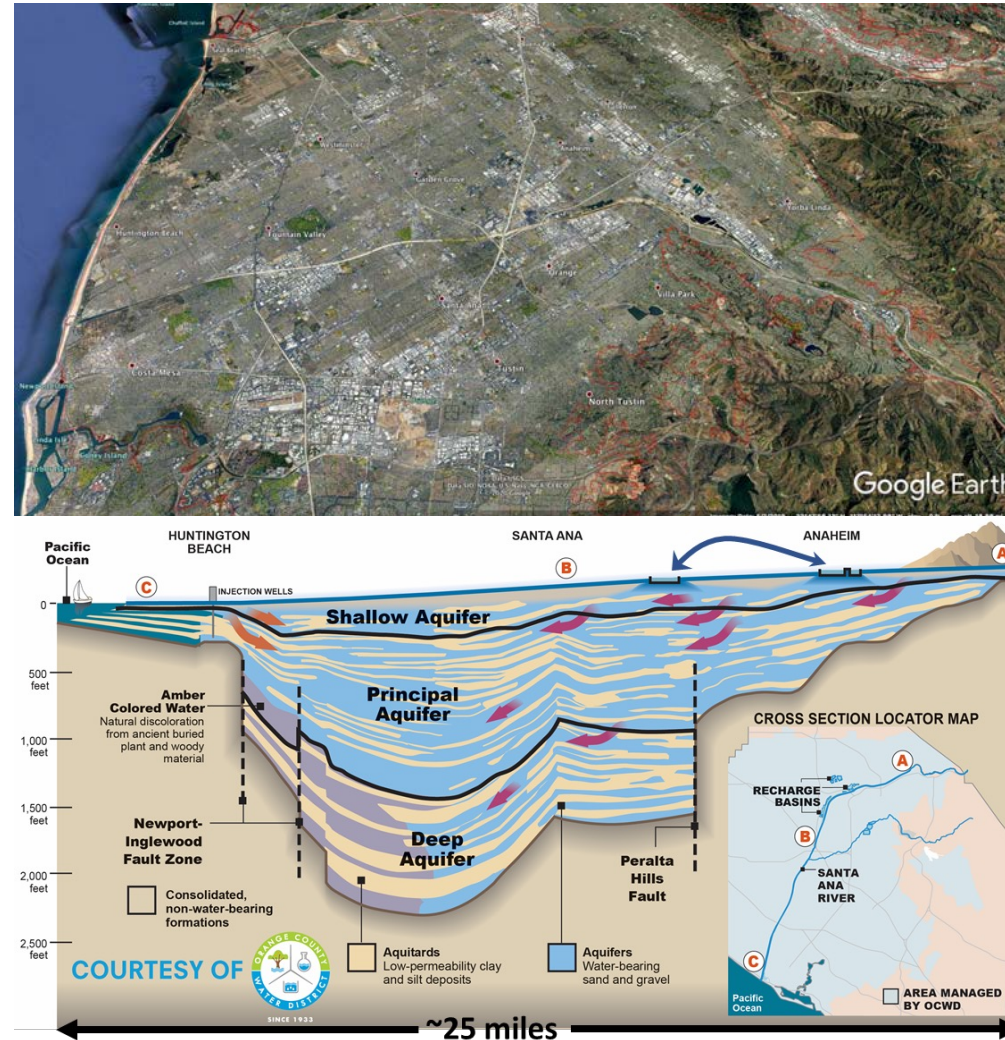 Seal Beach
Westminster
Anaheim
Garden Grove
Yorba Linda
Huntington Beach
Fountain Valley
Orange
Santa Ana
Villa Park
Costa Mesa
Tustin
North Tustin
Google Earth
Pacific
Ocean
HUNTINGTON
BEACH
SANTA ANA
ANAHEIM
A
B
C
INJECTION WELLS
0
Shallow Aquifer
500
feet
Principal
Aquifer
Amber
Colored Water
Natural discoloration
from ancient buried
plant and woody
material
1,000
feet
1,500
feet
Newport-
Inglewood
Fault Zone
Deep
Aquifer
2,000
feet
Peralta
Hills
Fault
Consolidated,
non-water-bearing
formations
2,500
feet
COURTESY OF
ORANGE COUNTY
WATER DISTRICT
SINCE 1933
Aquitards
Low-permeability clay
and silt deposits
Aquifers
Water-bearing
sand and gravel
CROSS SECTION LOCATOR MAP
A
RECHARGE
BASINS
B
SANTA
ANA
RIVER
C
Pacific
Ocean
AREA MANAGED
BY OCWD
~25 miles